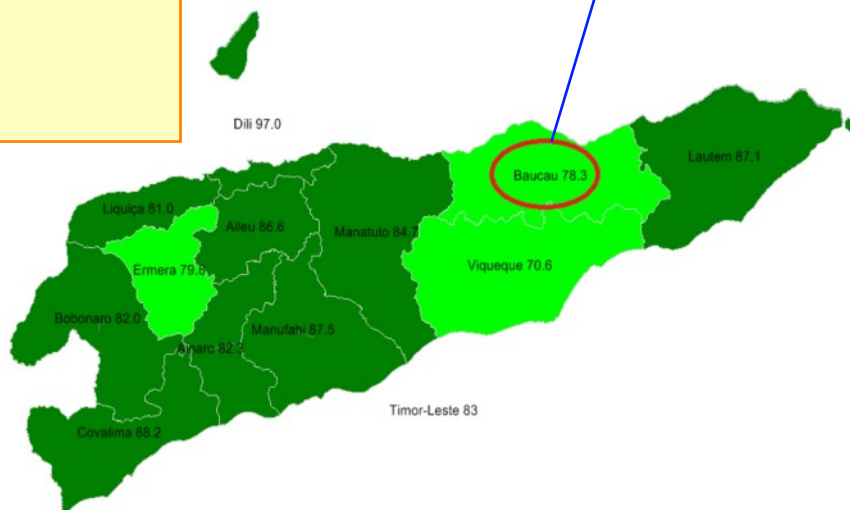 Dili 97.0
Lautem 87.1
Baucau 78.3
Liquiça 81.0
Aileu 86.6
Manatuto 84.7
Ermera 79.8
Viqueque 70.6
Bobonaro 82.0
Manufahi 87.5
Ainaro 82.3
Timor-Leste 83
Covalima 88.2